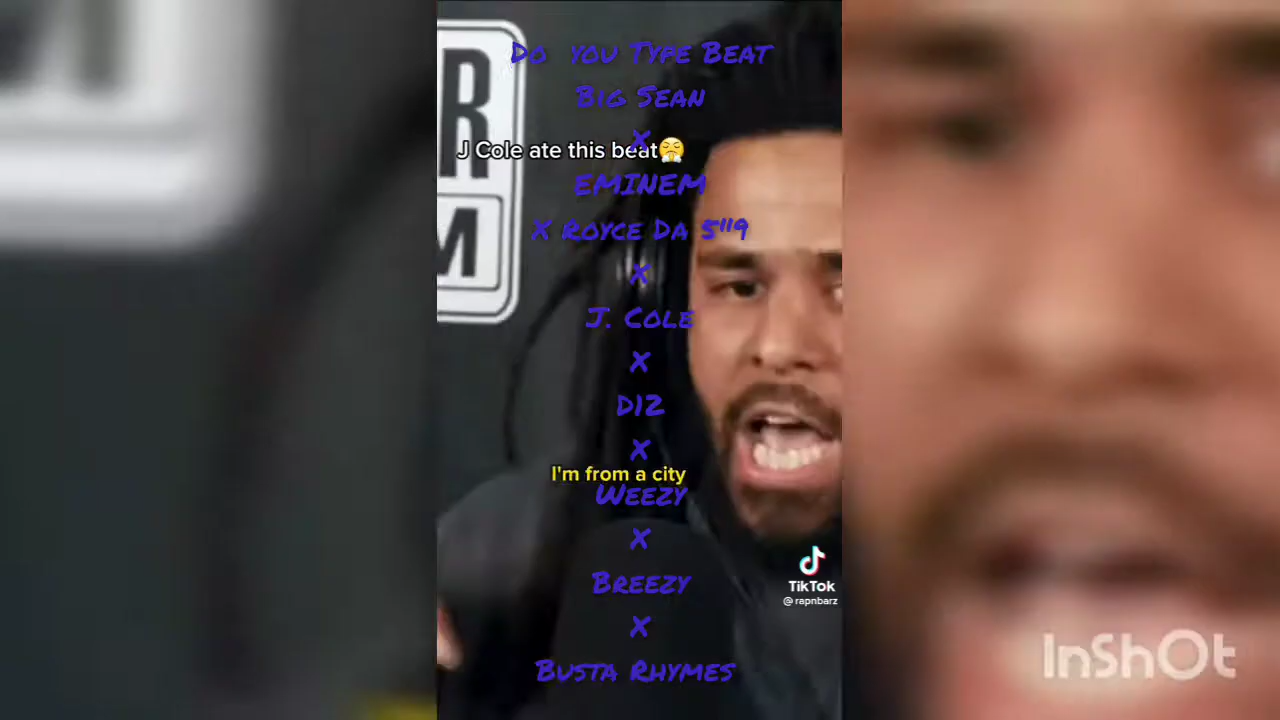 Do you Type Beat
Big Sean
X
J Cole ate this beat😤
EMINEM
X Royce Da 5"9
X
J. Cole
X
D12
X
I'm from a city
Weezy
X
Breezy
X
Busta Rhymes
TikTok
@rapnbarz
InShOt
R
M